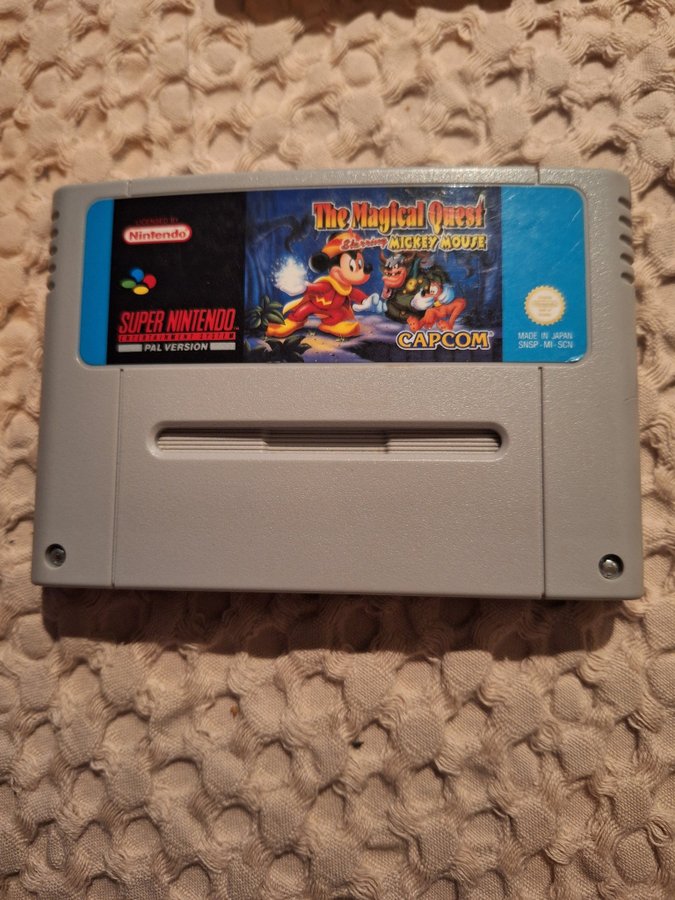 LICENSED BY
Nintendo
SUPER NINTENDO
ENTERTAINMENT SYSTEM
PAL VERSION
The Magical Quest
Starring MICKEY MOUSE
CAPCOM
MADE IN JAPAN
SNSP - MI - SCN